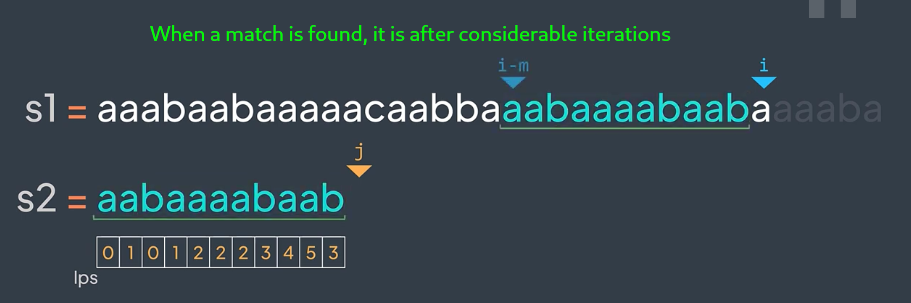 When a match is found, it is after considerable iterations
i-m i
s1 = aaabaabaaaaacaabbaaabaaaabaabaaaaba
j
s2 = aabaaaabaab
0 1 0 1 2 2 2 3 4 5 3
lps